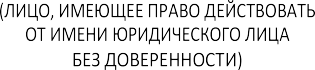 (ЛИЦО, ИМЕЮЩЕЕ ПРАВО ДЕЙСТВОВАТЬ
ОТ ИМЕНИ ЮРИДИЧЕСКОГО ЛИЦА
БЕЗ ДОВЕРЕННОСТИ)